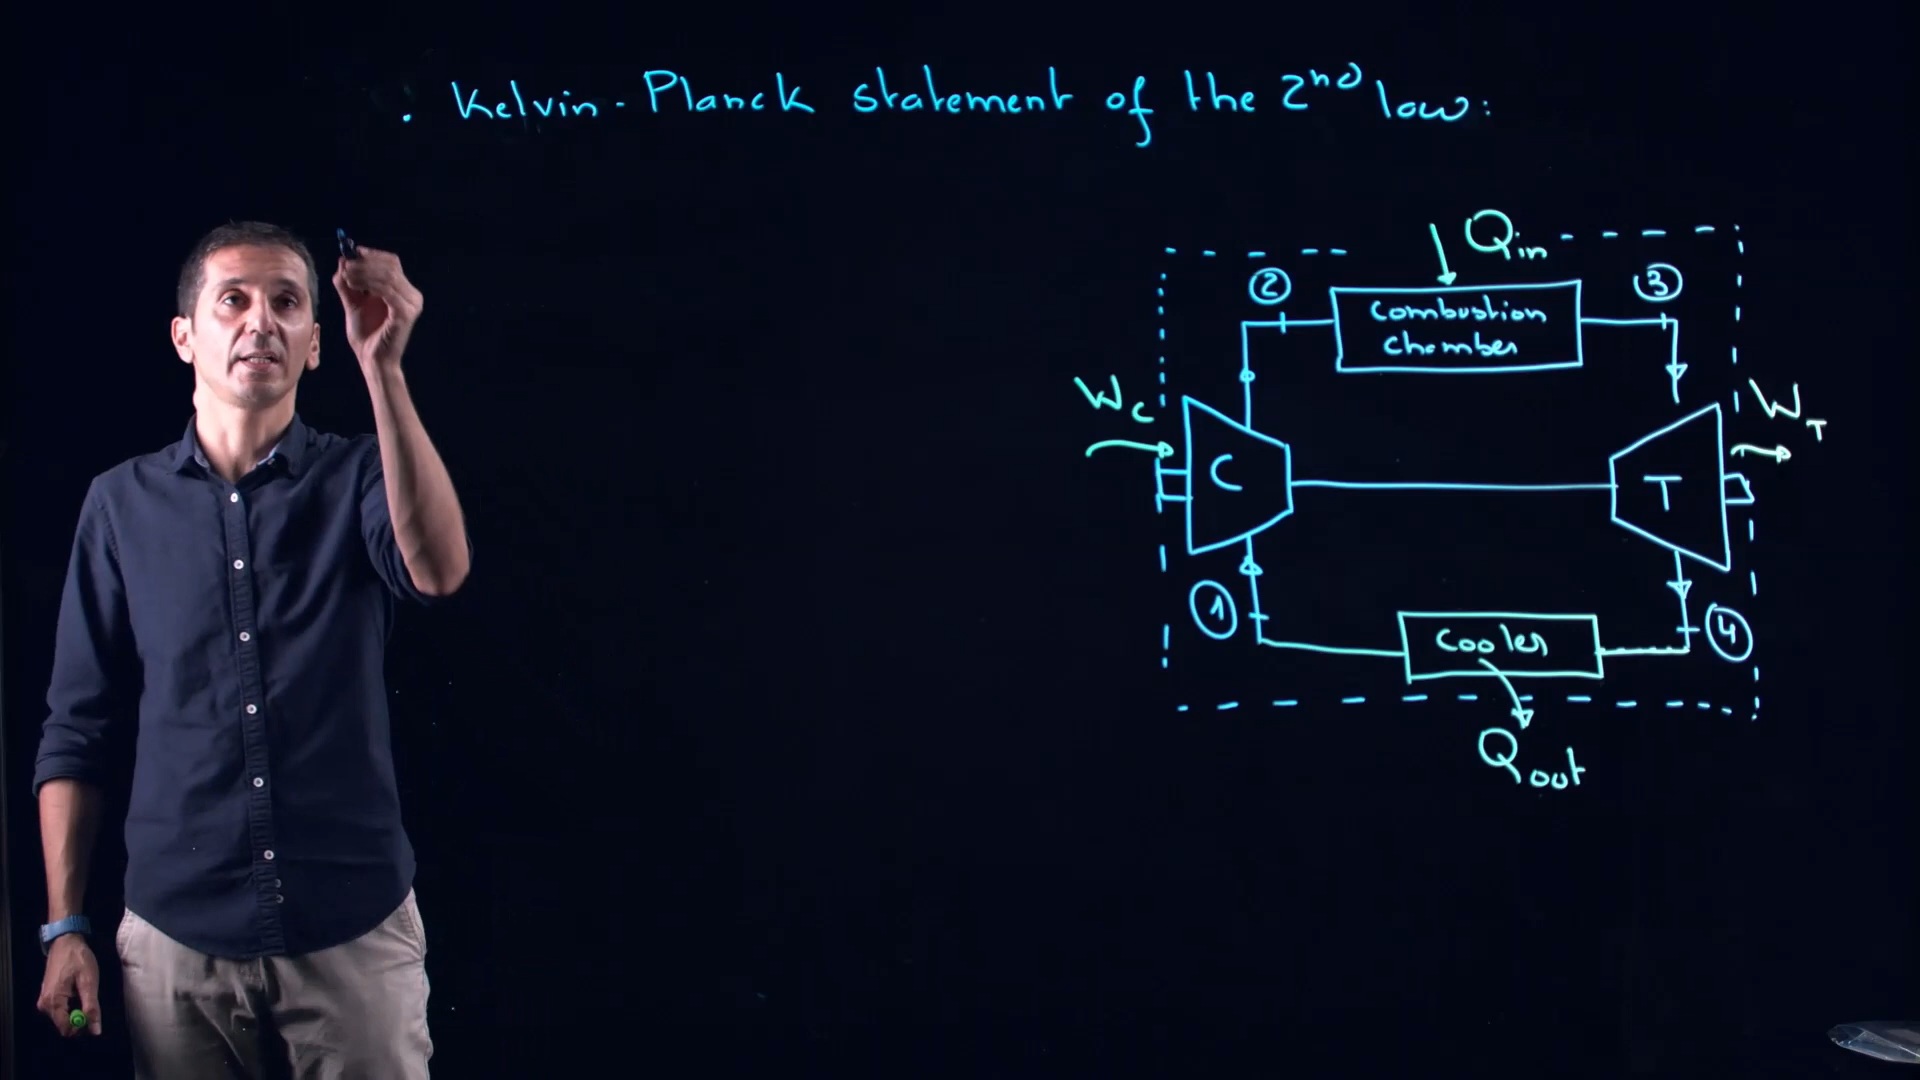 . Kelvin-Planck statement of the 2nd law:
Qin
2
3
Combustion
Chamber
Wc
WT
C
T
1
Cooler
4
Qout